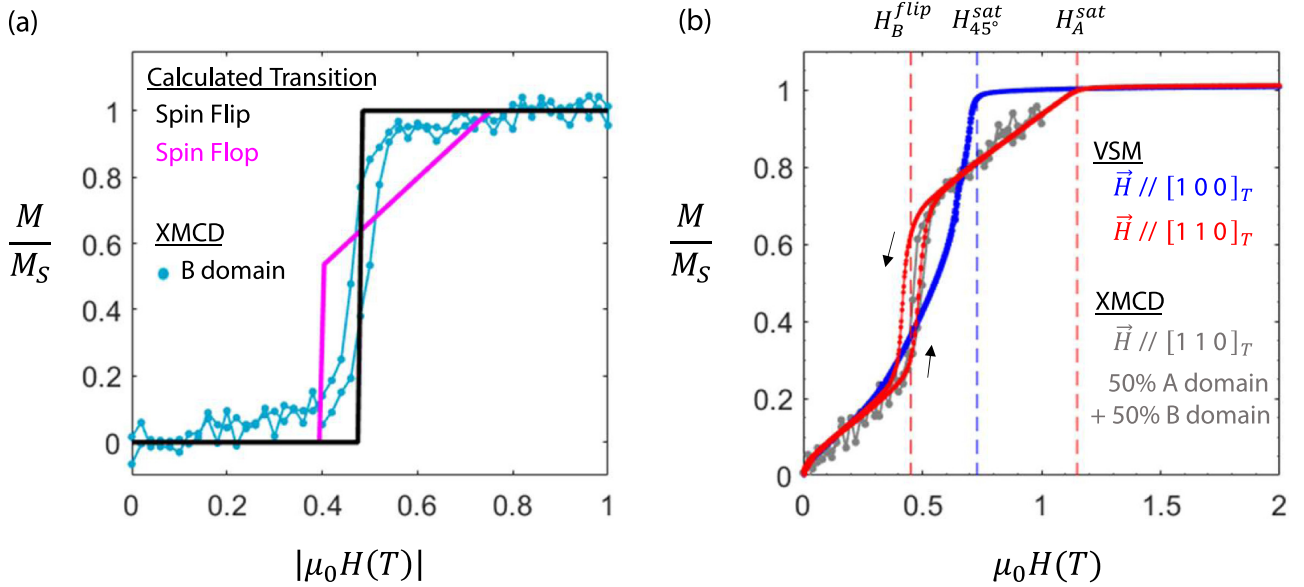 (a)
Calculated Transition
Spin Flip
Spin Flop
XMCD
B domain
M
M_S
1
0.8
0.6
0.4
0.2
0
0 0.2 0.4 0.6 0.8 1
|μ₀H(T)|
(b)
H_B^{flip} H_{45°}^{sat} H_A^{sat}
VSM
H⃗ // [1 0 0]_T
H⃗ // [1 1 0]_T
XMCD
H⃗ // [1 1 0]_T
50% A domain
+ 50% B domain
M
M_S
1
0.8
0.6
0.4
0.2
0
0 0.5 1 1.5 2
μ₀H(T)